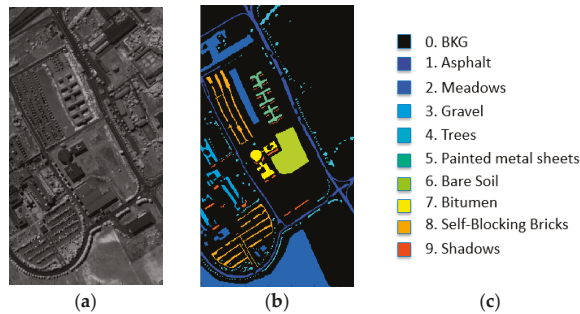 0. BKG
1. Asphalt
2. Meadows
3. Gravel
4. Trees
5. Painted metal sheets
6. Bare Soil
7. Bitumen
8. Self-Blocking Bricks
9. Shadows
(a) (b) (c)